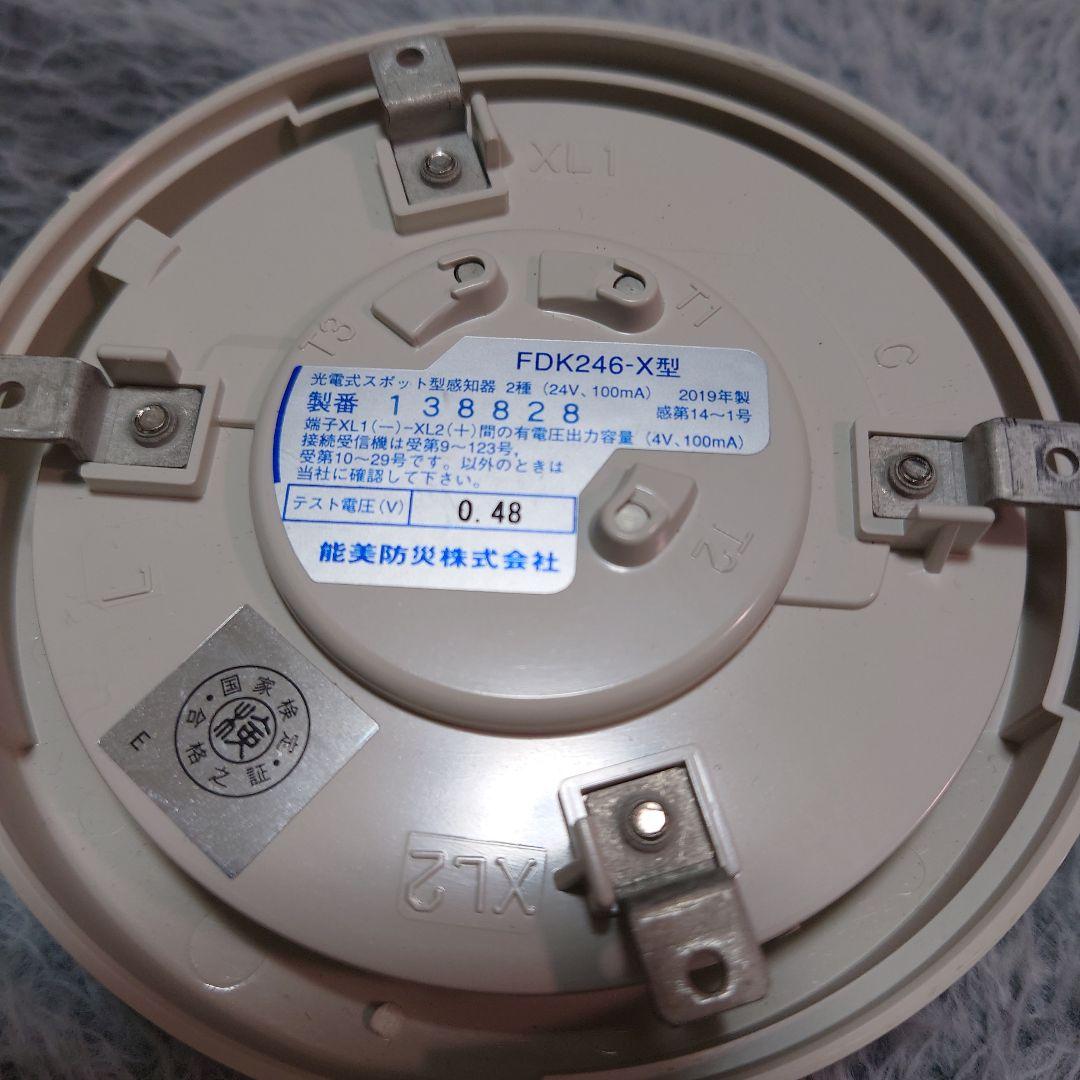 XL1
T3
T1
C
FDK246-X型
光電式スポット型感知器 2種 (24V、100mA) 2019年製
製番 138828 感第14〜1号
端子XL1(−)-XL2(+)間の有電圧出力容量 (4V、100mA)
接続受信機は受第9〜123号,
受第10〜29号です。以外のときは
当社に確認して下さい。
テスト電圧(V) 0.48
能美防災株式会社
T2
L
国家検定
検
合格之証
E
XL2